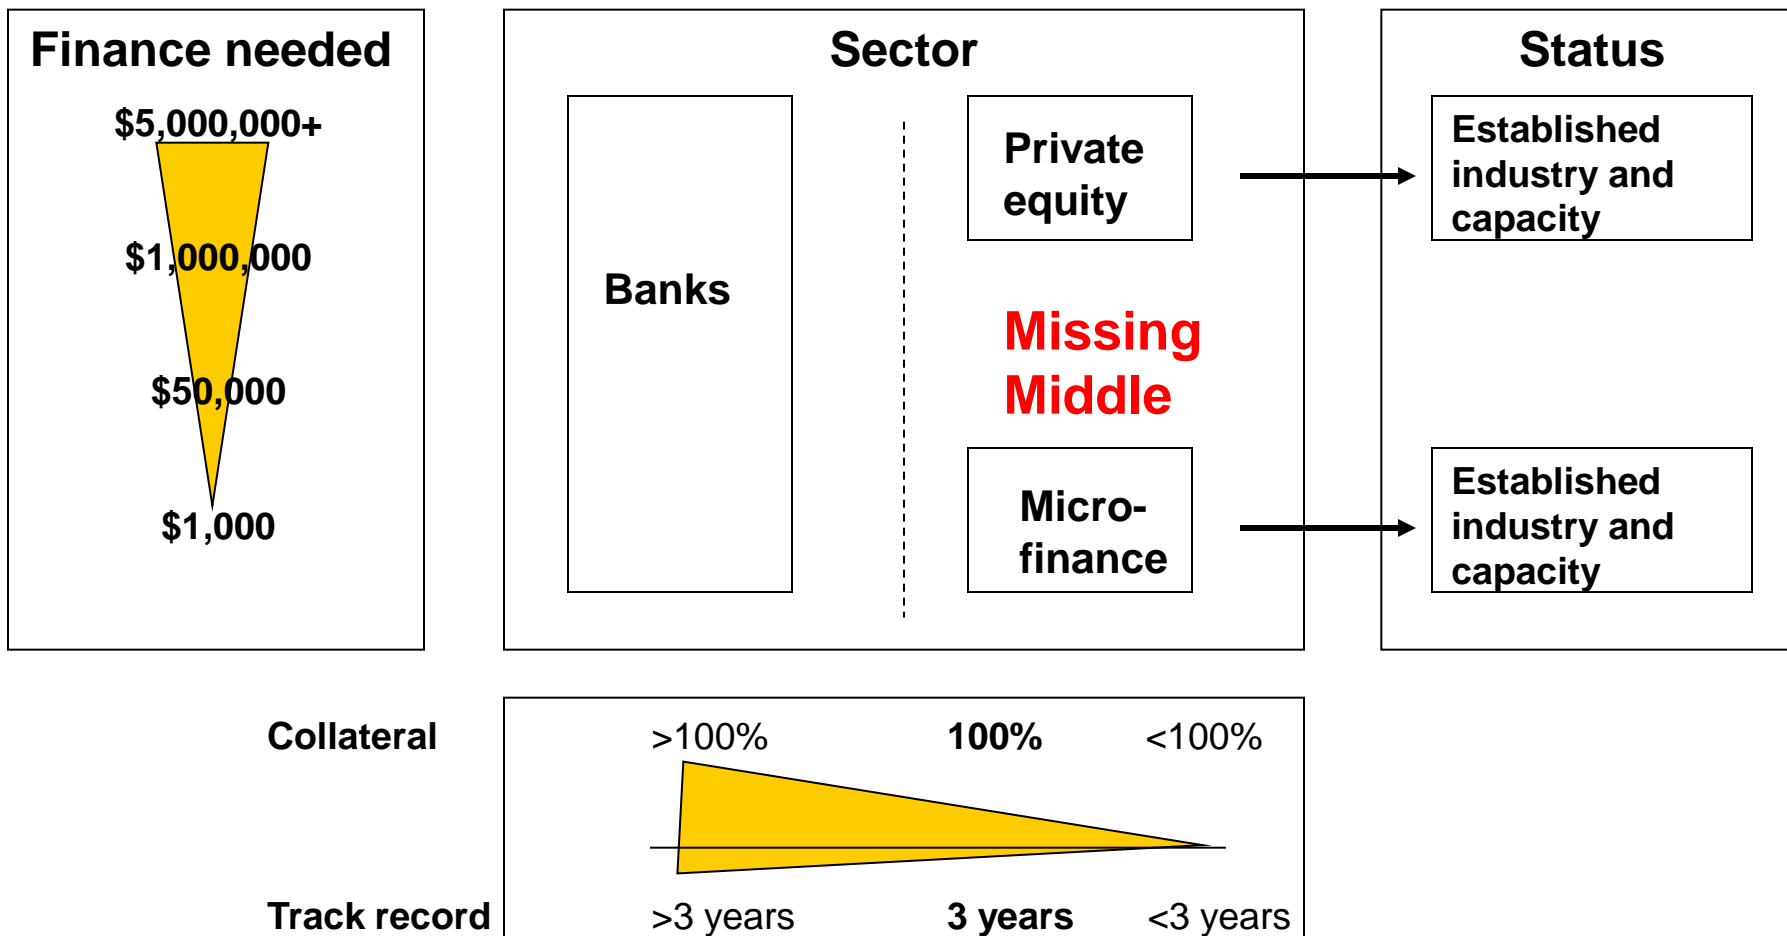 Finance needed
$5,000,000+
$1,000,000
$50,000
$1,000
Sector
Banks
Private
equity
Missing
Middle
Micro-
finance
Status
Established
industry and
capacity
Established
industry and
capacity
Collateral >100% 100% <100%
Track record >3 years 3 years <3 years